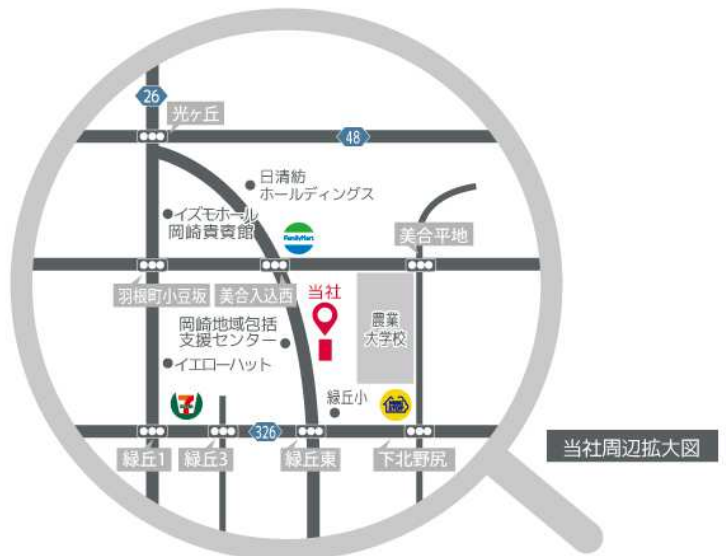 26
光ヶ丘
48
日清紡
ホールディングス
イズモホール
岡崎貴賓館
FamilyMart
美合平地
羽根町小豆坂
美合入込西
当社
岡崎地域包括
支援センター
農業
大学校
イエローハット
緑丘小
7
326
緑丘1
緑丘3
緑丘東
下北野尻
当社周辺拡大図